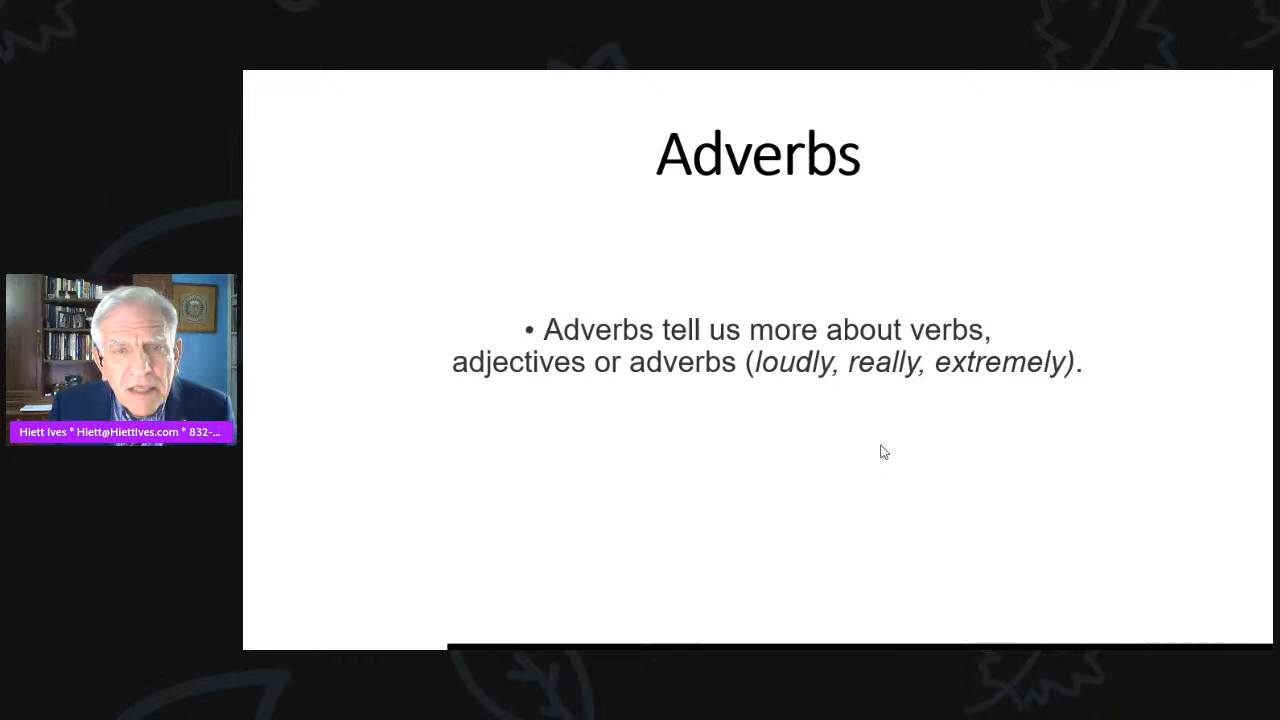 Adverbs
• Adverbs tell us more about verbs,
adjectives or adverbs (loudly, really, extremely).
Hiett Ives * Hiett@HiettIves.com * 832-...